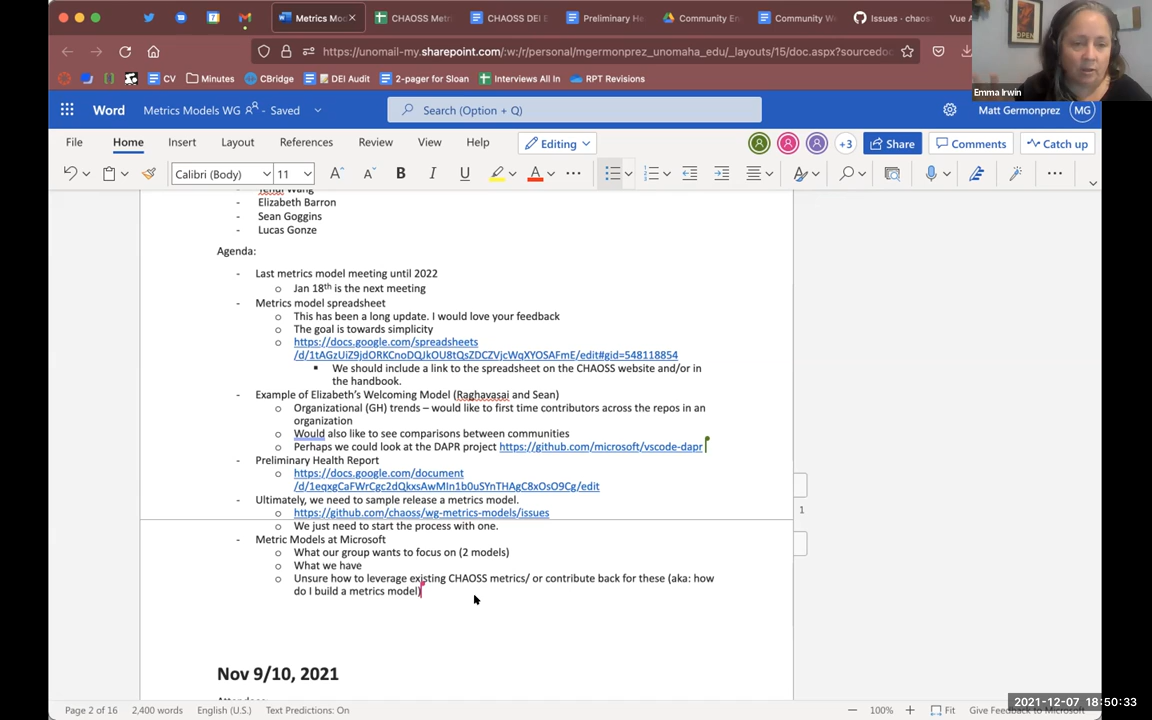 Metrics Mo
CHAOSS Metr
CHAOSS DEI E
Preliminary He
Community En
Community W
Issues · chaos
Vue A
https://unomail-my.sharepoint.com/:w:/r/personal/mgermonprez_unomaha_edu/_layouts/15/doc.aspx?sourcedoc
CV
Minutes
CBridge
DEI Audit
2-pager for Sloan
Interviews All In
RPT Revisions
Emma Irwin
Word
Metrics Models WG
- Saved
Search (Option + Q)
Matt Germonprez
MG
File
Home
Insert
Layout
References
Review
View
Help
Editing
+3
Share
Comments
Catch up
Calibri (Body)
11
- Elizabeth Barron
- Sean Goggins
- Lucas Gonze
Agenda:
- Last metrics model meeting until 2022
o Jan 18th is the next meeting
- Metrics model spreadsheet
o This has been a long update. I would love your feedback
o The goal is towards simplicity
o https://docs.google.com/spreadsheets
/d/1tAGzUiZ9jdORKCnoDQJkOU8tQsZDCZVjcWqXYOSAFmE/edit#gid=548118854
▪ We should include a link to the spreadsheet on the CHAOSS website and/or in
the handbook.
- Example of Elizabeth's Welcoming Model (Raghavasai and Sean)
o Organizational (GH) trends – would like to first time contributors across the repos in an
organization
o Would also like to see comparisons between communities
o Perhaps we could look at the DAPR project https://github.com/microsoft/vscode-dapr
- Preliminary Health Report
o https://docs.google.com/document
/d/1eqxgCaFWrCgc2dQkxsAwMIn1b0uSYnTHAgC8xOsO9Cg/edit
- Ultimately, we need to sample release a metrics model.
o https://github.com/chaoss/wg-metrics-models/issues
o We just need to start the process with one.
- Metric Models at Microsoft
o What our group wants to focus on (2 models)
o What we have
o Unsure how to leverage existing CHAOSS metrics/ or contribute back for these (aka: how
do I build a metrics model)
1
Nov 9/10, 2021
Page 2 of 16
2,400 words
English (U.S.)
Text Predictions: On
100%
Fit
Give Feedback to Microsoft
2021-12-07 18:50:33